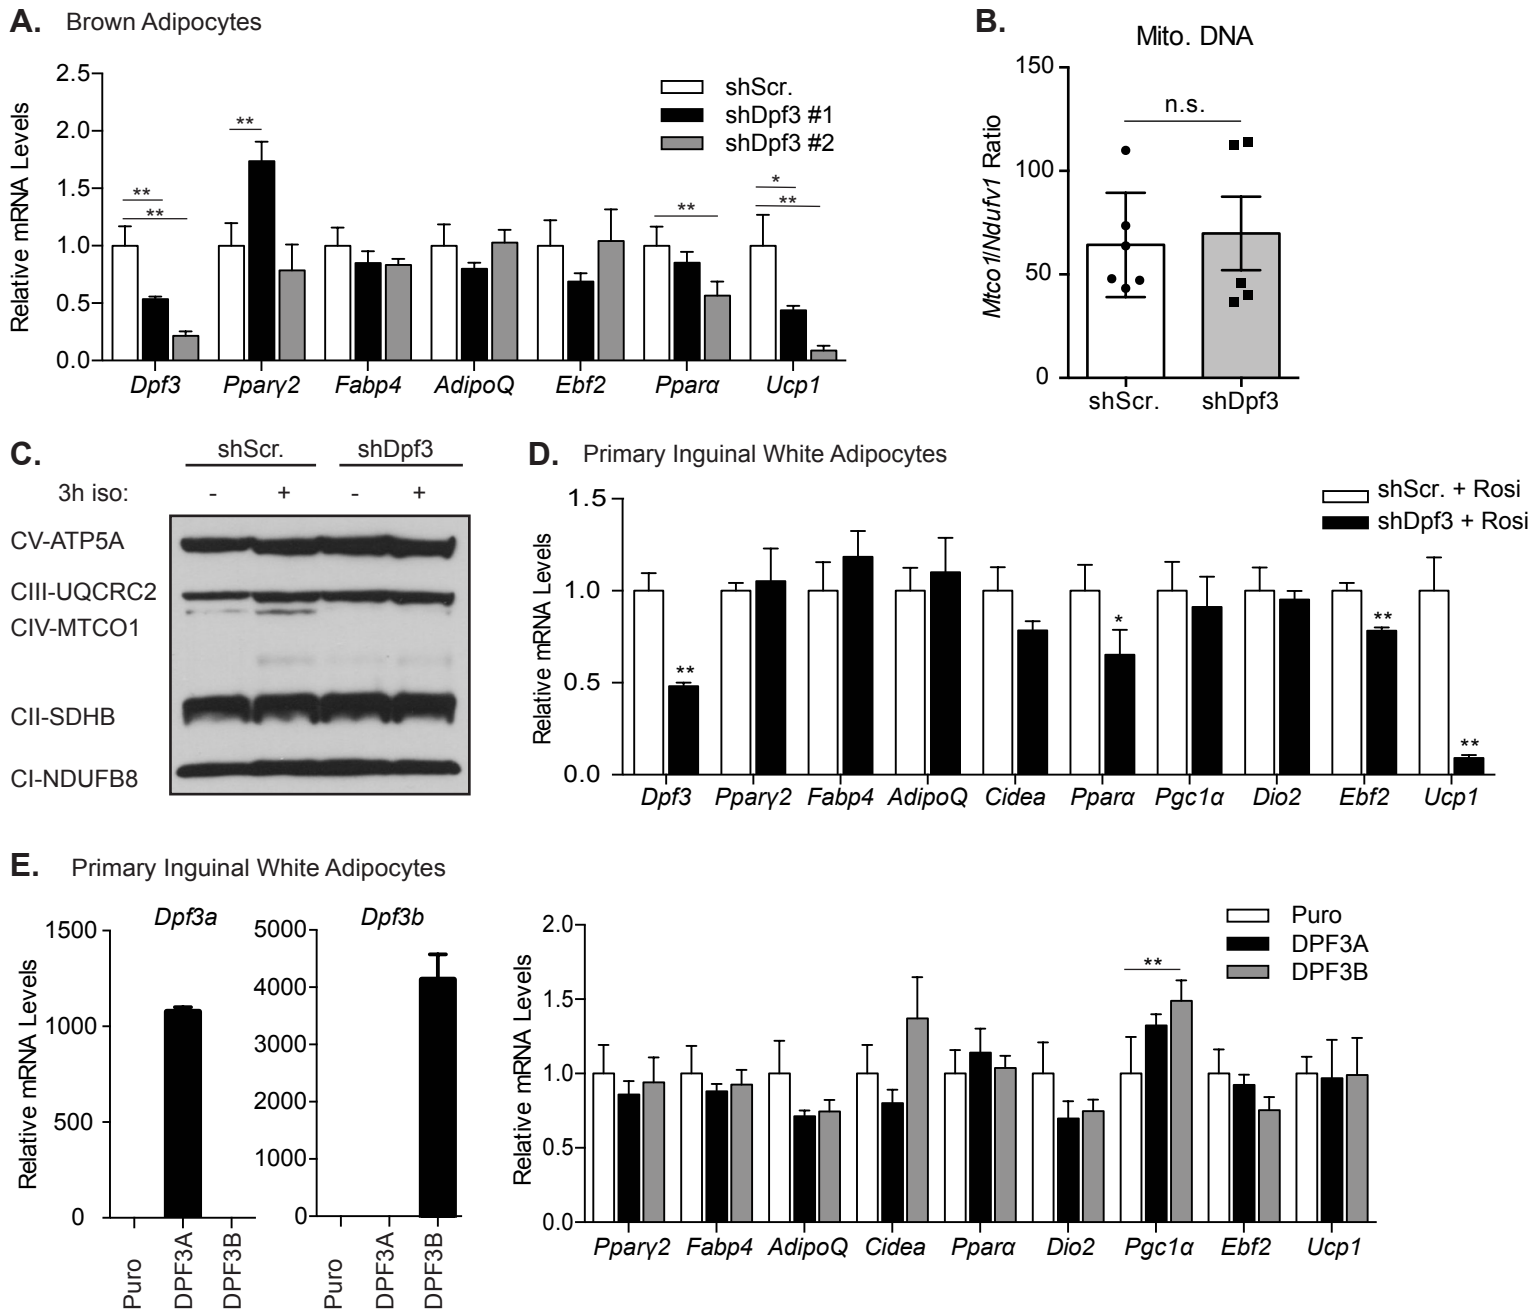 A. Brown Adipocytes
Relative mRNA Levels
2.5
2.0
1.5
1.0
0.5
0.0
shScr.
shDpf3 #1
shDpf3 #2
** ** ** ** * **
Dpf3 Pparγ2 Fabp4 AdipoQ Ebf2 Pparα Ucp1
B.
Mito. DNA
Mtco1/Ndufv1 Ratio
150
100
50
0
n.s.
shScr. shDpf3
C.
shScr. shDpf3
3h iso: - + - +
CV-ATP5A
CIII-UQCRC2
CIV-MTCO1
CII-SDHB
CI-NDUFB8
D. Primary Inguinal White Adipocytes
Relative mRNA Levels
1.5
1.0
0.5
0.0
shScr. + Rosi
shDpf3 + Rosi
** * ** **
Dpf3 Pparγ2 Fabp4 AdipoQ Cidea Pparα Pgc1α Dio2 Ebf2 Ucp1
E. Primary Inguinal White Adipocytes
Dpf3a
Relative mRNA Levels
1500
1000
500
0
Puro DPF3A DPF3B
Dpf3b
5000
4000
3000
2000
1000
0
Puro DPF3A DPF3B
Relative mRNA Levels
2.0
1.5
1.0
0.5
0.0
Puro
DPF3A
DPF3B
**
Pparγ2 Fabp4 AdipoQ Cidea Pparα Dio2 Pgc1α Ebf2 Ucp1